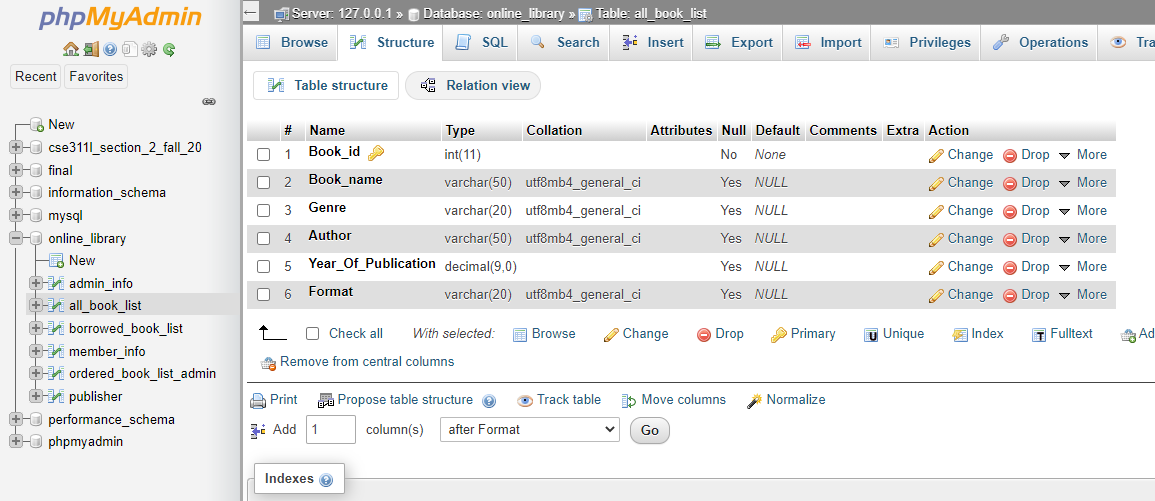 phpMyAdmin
Recent Favorites
New
cse311l_section_2_fall_20
final
information_schema
mysql
online_library
New
admin_info
all_book_list
borrowed_book_list
member_info
ordered_book_list_admin
publisher
performance_schema
phpmyadmin
Server: 127.0.0.1 » Database: online_library » Table: all_book_list
Browse Structure SQL Search Insert Export Import Privileges Operations Tra
Table structure Relation view
# Name Type Collation Attributes Null Default Comments Extra Action
1 Book_id int(11) No None Change Drop More
2 Book_name varchar(50) utf8mb4_general_ci Yes NULL Change Drop More
3 Genre varchar(20) utf8mb4_general_ci Yes NULL Change Drop More
4 Author varchar(50) utf8mb4_general_ci Yes NULL Change Drop More
5 Year_Of_Publication decimal(9,0) Yes NULL Change Drop More
6 Format varchar(20) utf8mb4_general_ci Yes NULL Change Drop More
Check all With selected: Browse Change Drop Primary Unique Index Fulltext Ad
Remove from central columns
Print Propose table structure Track table Move columns Normalize
Add 1 column(s) after Format Go
Indexes